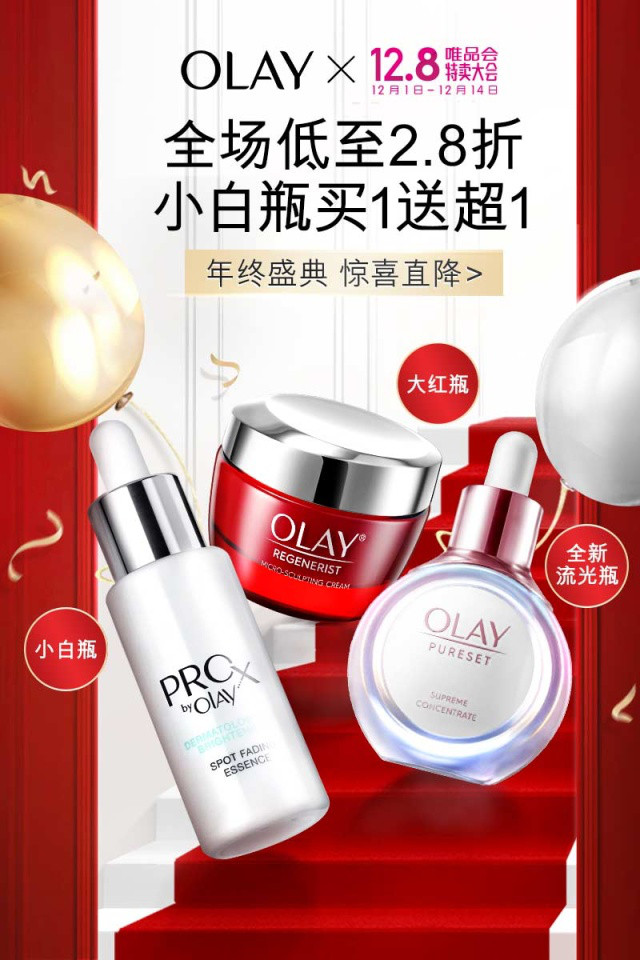 OLAY × 12.8 唯品会
特卖大会
12月1日-12月14日
全场低至2.8折
小白瓶买1送超1
年终盛典 惊喜直降>
大红瓶
OLAY®
REGENERIST
MICRO-SCULPTING CREAM
全新
流光瓶
OLAY
PURESET
SUPREME
CONCENTRATE
小白瓶
PROX
by OLAY
SPOT FADIN
ESSENCE